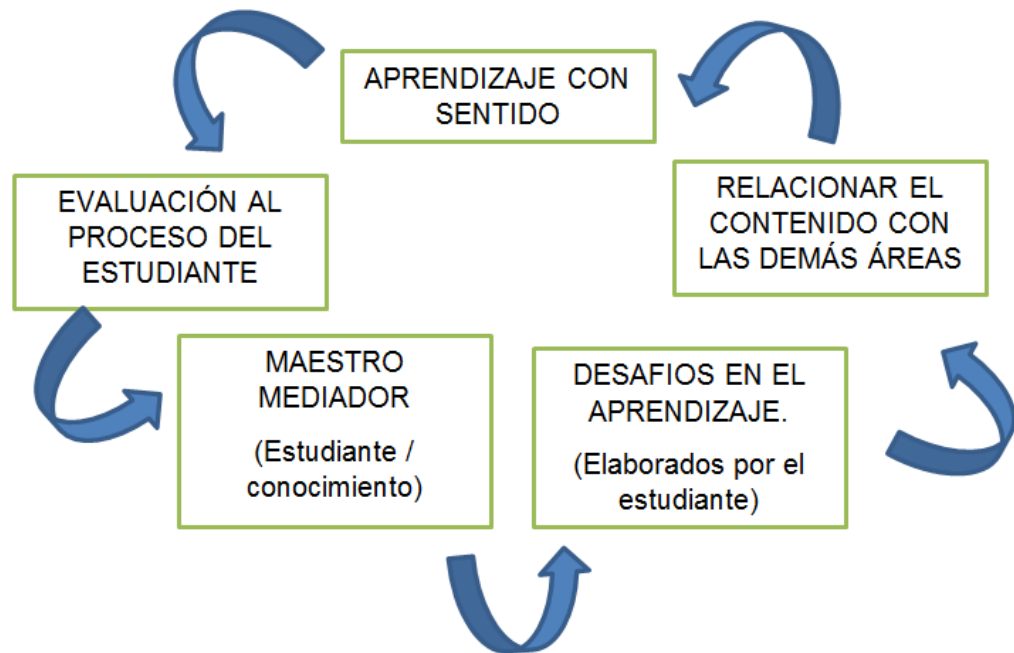 APRENDIZAJE CON
SENTIDO
EVALUACIÓN AL
PROCESO DEL
ESTUDIANTE
RELACIONAR EL
CONTENIDO CON
LAS DEMÁS ÁREAS
MAESTRO
MEDIADOR
(Estudiante /
conocimiento)
DESAFIOS EN EL
APRENDIZAJE.
(Elaborados por el
estudiante)